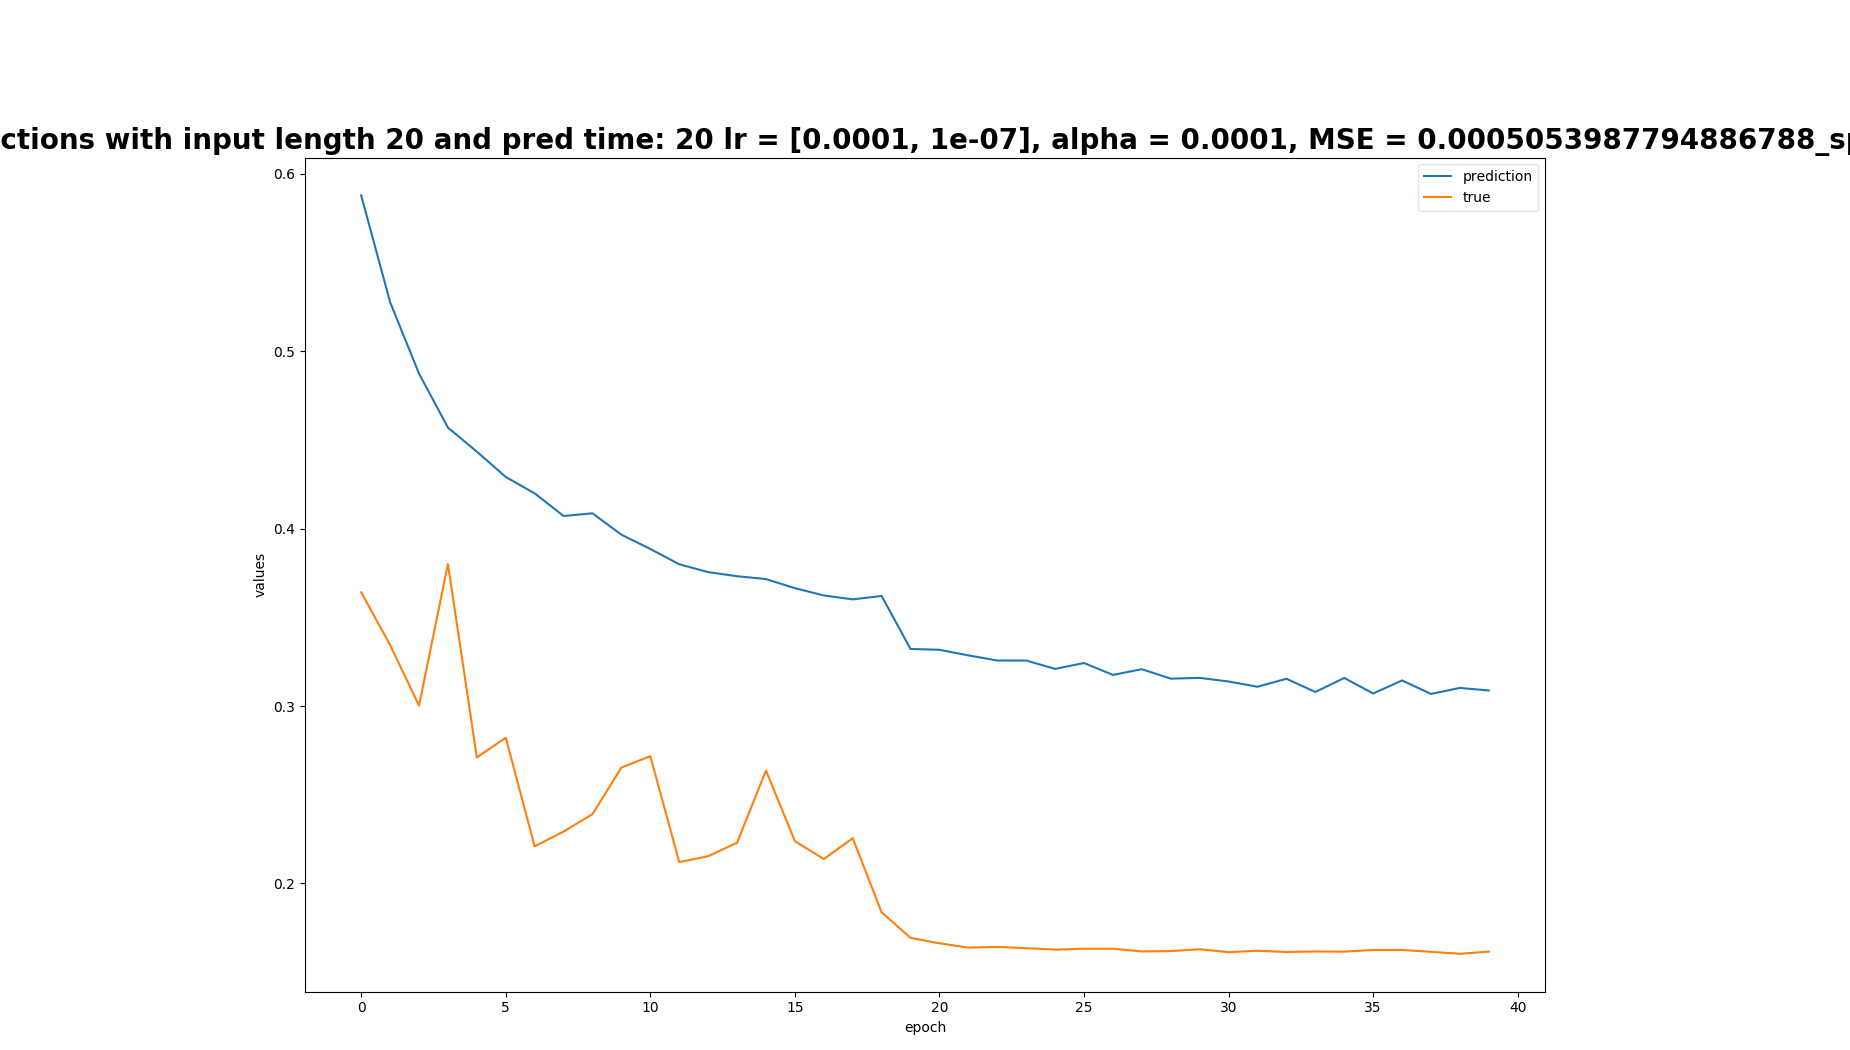 ctions with input length 20 and pred time: 20 lr = [0.0001, 1e-07], alpha = 0.0001, MSE = 0.0005053987794886788_sp
prediction
true
0.6
0.5
0.4
0.3
0.2
values
0 5 10 15 20 25 30 35 40
epoch